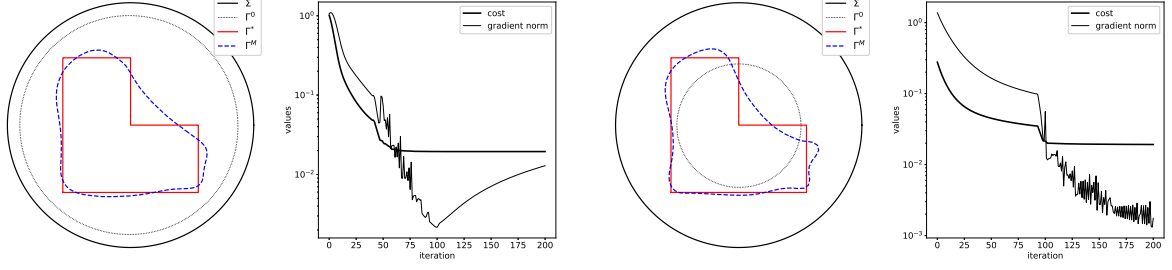 Σ
Γ⁰
Γ*
Γᴹ
cost
gradient norm
values
10⁰
10⁻¹
10⁻²
0 25 50 75 100 125 150 175 200
iteration
Σ
Γ⁰
Γ*
Γᴹ
cost
gradient norm
values
10⁰
10⁻¹
10⁻²
10⁻³
0 25 50 75 100 125 150 175 200
iteration